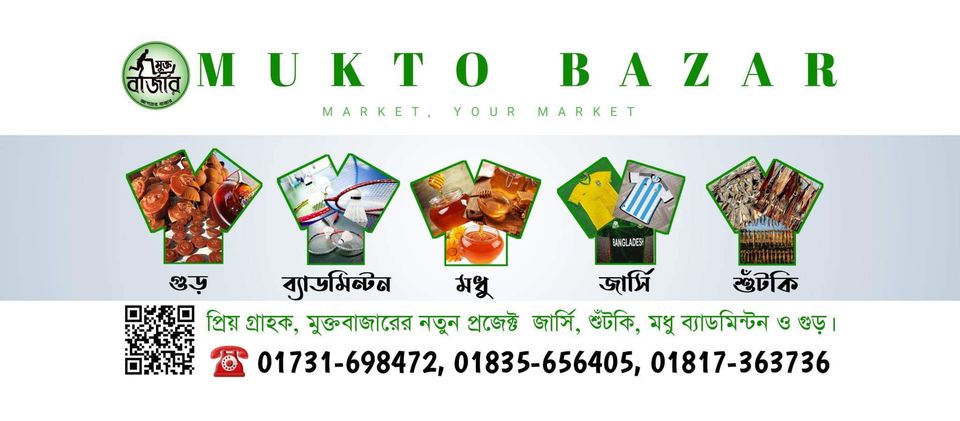 মুক্ত
বাজার
আপনার বাজার
MUKTO BAZAR
MARKET, YOUR MARKET
BANGLADESH
গুড়
ব্যাডমিন্টন
মধু
জার্সি
শুঁটকি
প্রিয় গ্রাহক, মুক্তবাজারের নতুন প্রজেক্ট জার্সি, শুঁটকি, মধু ব্যাডমিন্টন ও গুড়।
01731-698472, 01835-656405, 01817-363736